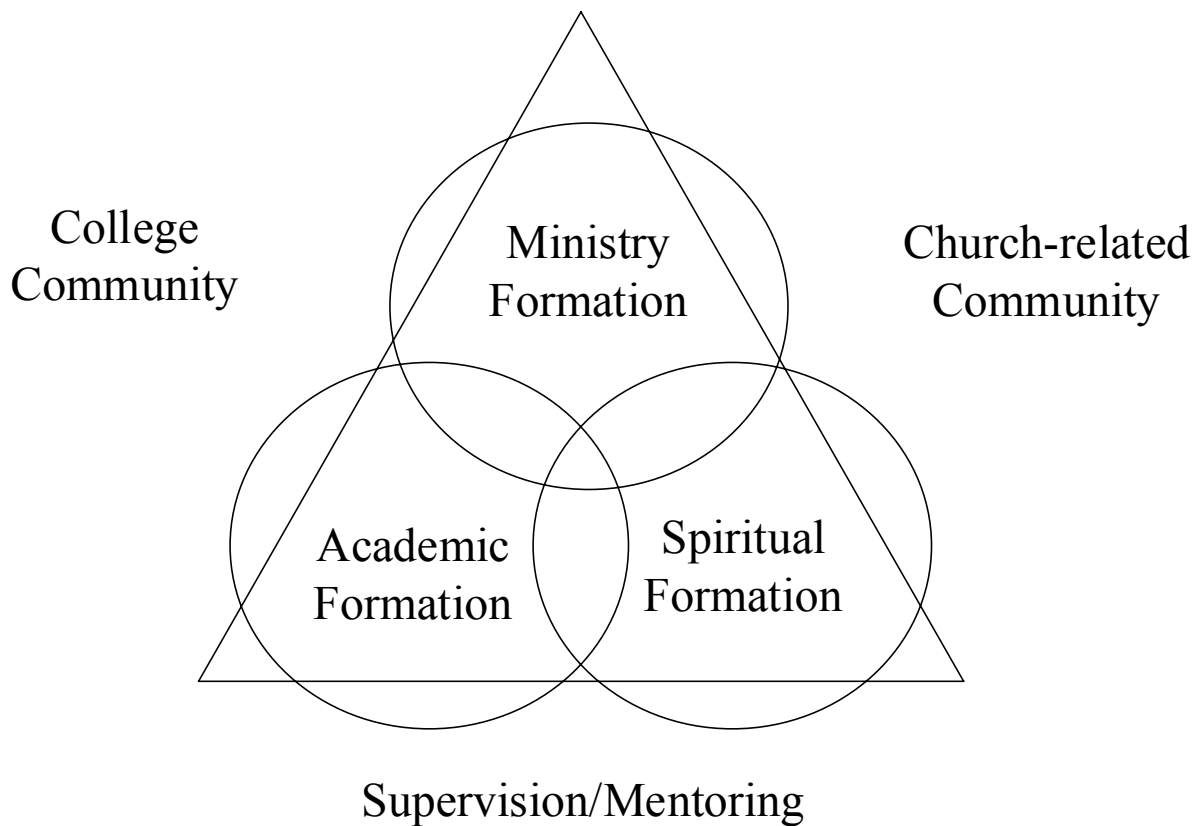 College
Community
Ministry
Formation
Church-related
Community
Academic
Formation
Spiritual
Formation
Supervision/Mentoring